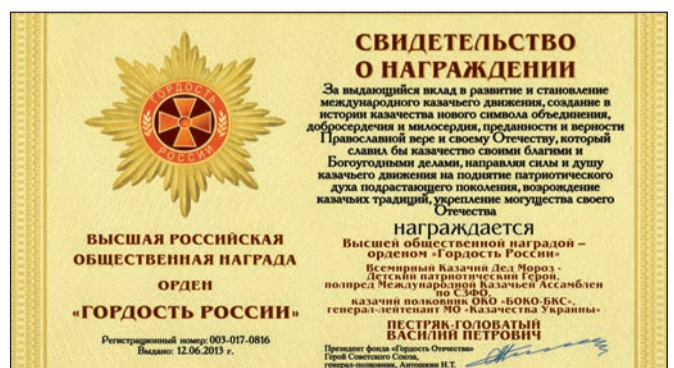 СВИДЕТЕЛЬСТВО
О НАГРАЖДЕНИИ
За выдающийся вклад в развитие и становление
международного казачьего движения, создание в
истории казачества нового символа объединения,
добросердечия и милосердия, преданности и верности
Православной вере и своему Отечеству, который
славил бы казачество своими благими и
Богоугодными делами, направляя силы и душу
казачьего движения на поднятие патриотического
духа подрастающего поколения, возрождение
казачьих традиций, укрепление могущества своего
Отечества
награждается
Высшей общественной наградой –
орденом «Гордость России»
Всемирный Казачий Дед Мороз -
Детский патриотический Герой,
полпред Международной Казачьей Ассамблеи
по СЗФО,
казачий полковник ОКО «БОКО-БКС»,
генерал-лейтенант МО «Казачества Украины»
ПЕСТРЯК-ГОЛОВАТЫЙ
ВАСИЛИЙ ПЕТРОВИЧ
Президент фонда «Гордость Отечества»
Герой Советского Союза,
генерал-полковник, Антошкин Н.Т.
ГОРДОСТЬ
РОССИИ
ВЫСШАЯ РОССИЙСКАЯ
ОБЩЕСТВЕННАЯ НАГРАДА
ОРДЕН
«ГОРДОСТЬ РОССИИ»
Регистрационный номер: 003-017-0816
Выдано: 12.06.2013 г.